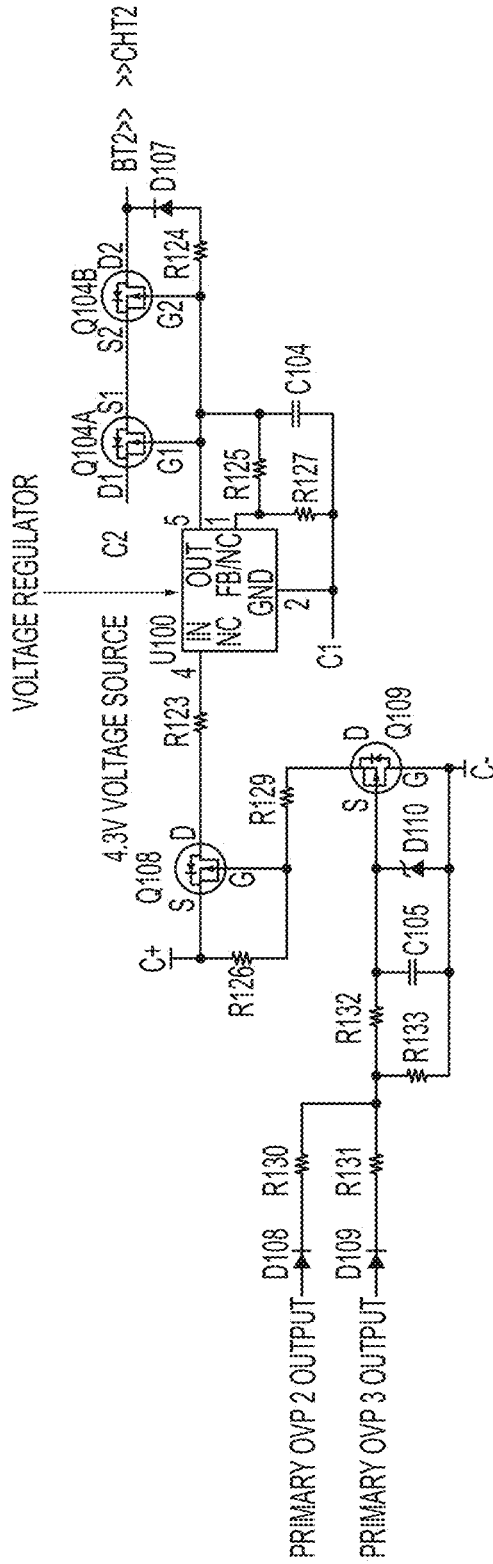 VOLTAGE REGULATOR
4.3V VOLTAGE SOURCE
C2
D1
Q104A
S1
G1
S2
Q104B
D2
G2
BT2>> >>CHT2
D107
R124
C+
S
Q108
D
G
R126
R123
U100
4
IN
NC
OUT
FB/NC
GND
5
1
2
C1
R125
R127
C104
R129
S
D
Q109
G
C-
D110
C105
R132
R133
R130
R131
D108
D109
PRIMARY OVP 2 OUTPUT
PRIMARY OVP 3 OUTPUT